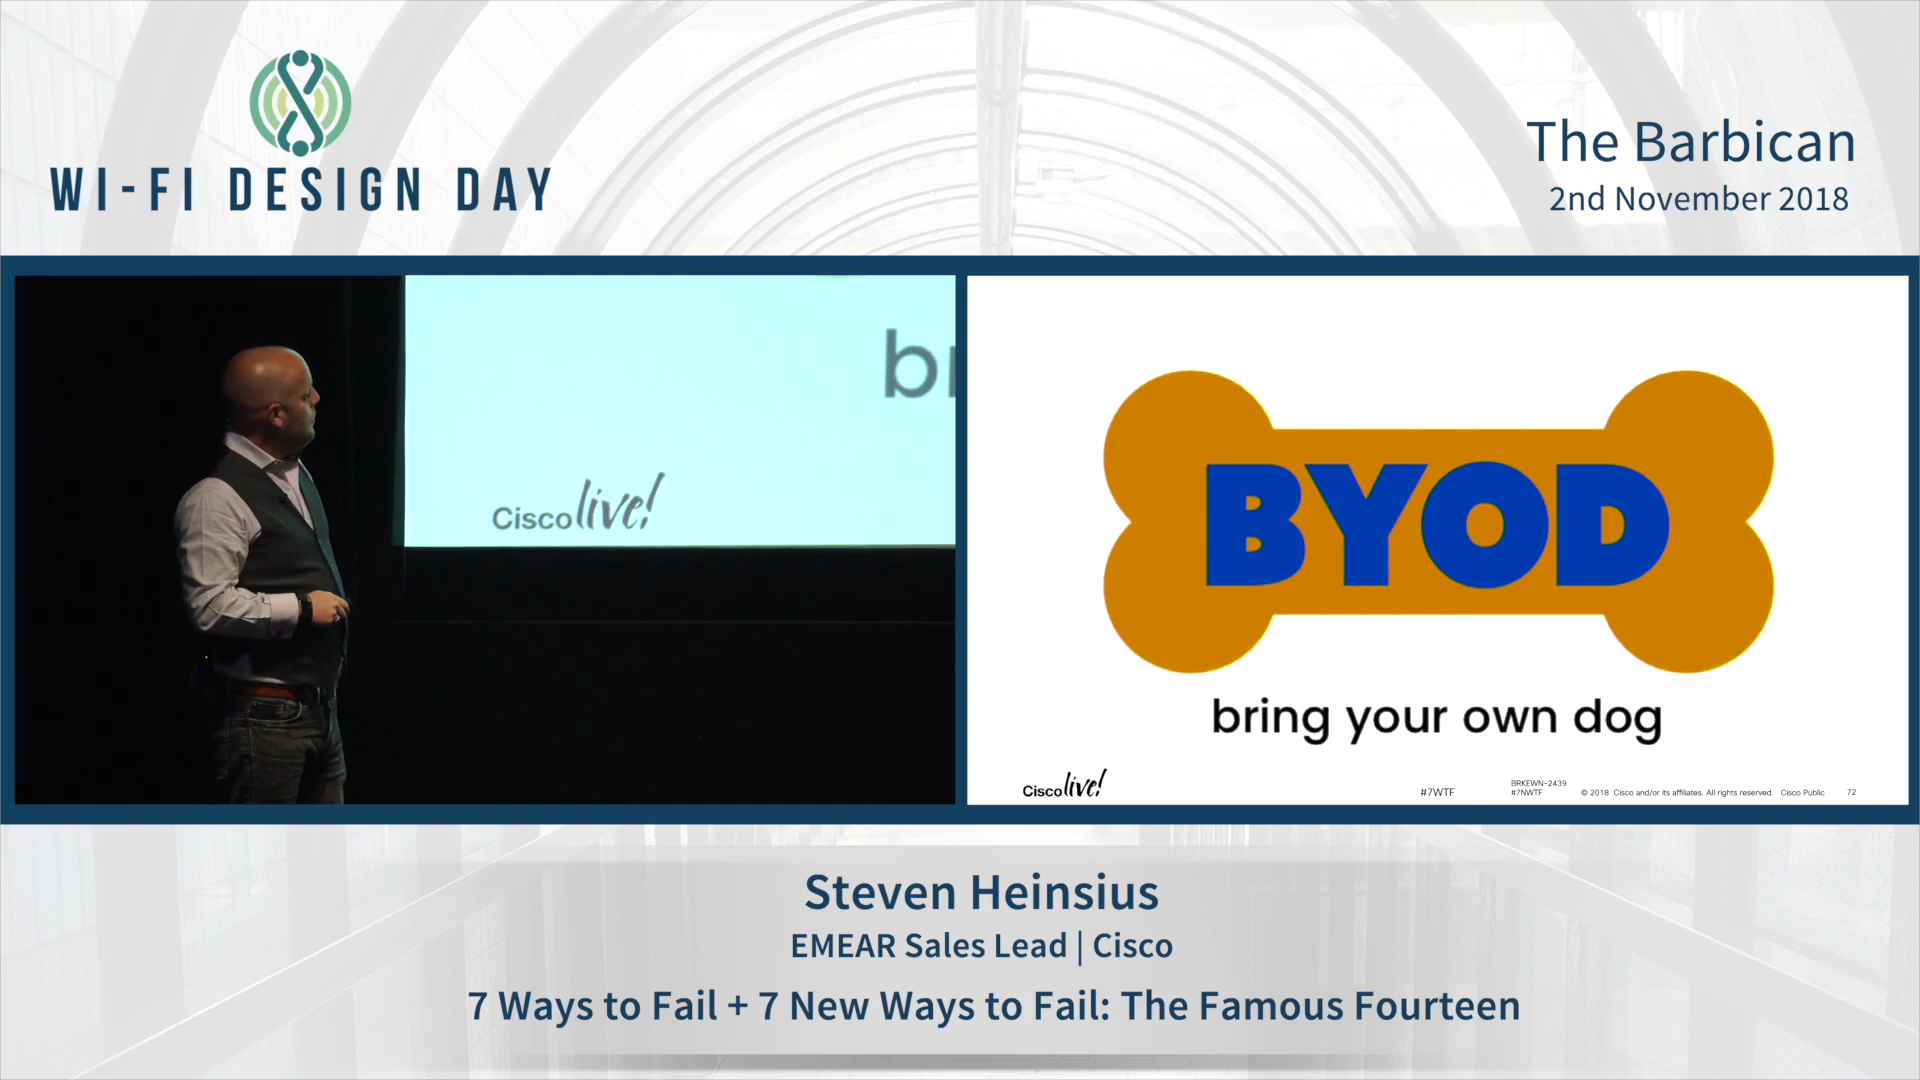 WI-FI DESIGN DAY
The Barbican
2nd November 2018
br
Cisco live!
BYOD
bring your own dog
Cisco live!
#7WTF
BRKEWN-2439
#7NWTF
© 2018 Cisco and/or its affiliates. All rights reserved. Cisco Public
72
Steven Heinsius
EMEAR Sales Lead | Cisco
7 Ways to Fail + 7 New Ways to Fail: The Famous Fourteen